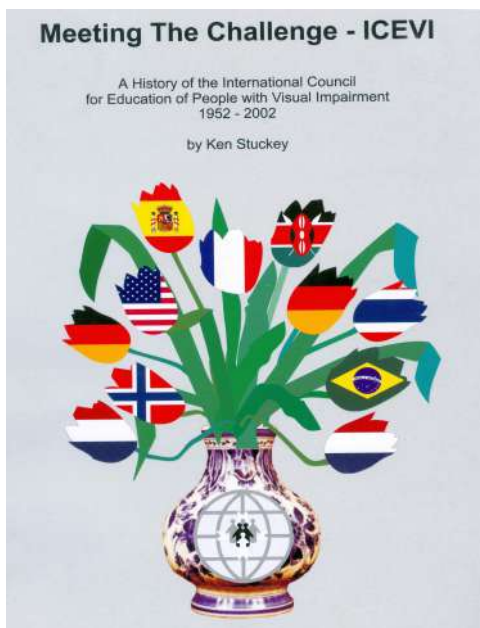 Meeting The Challenge - ICEVI
A History of the International Council
for Education of People with Visual Impairment
1952 - 2002
by Ken Stuckey